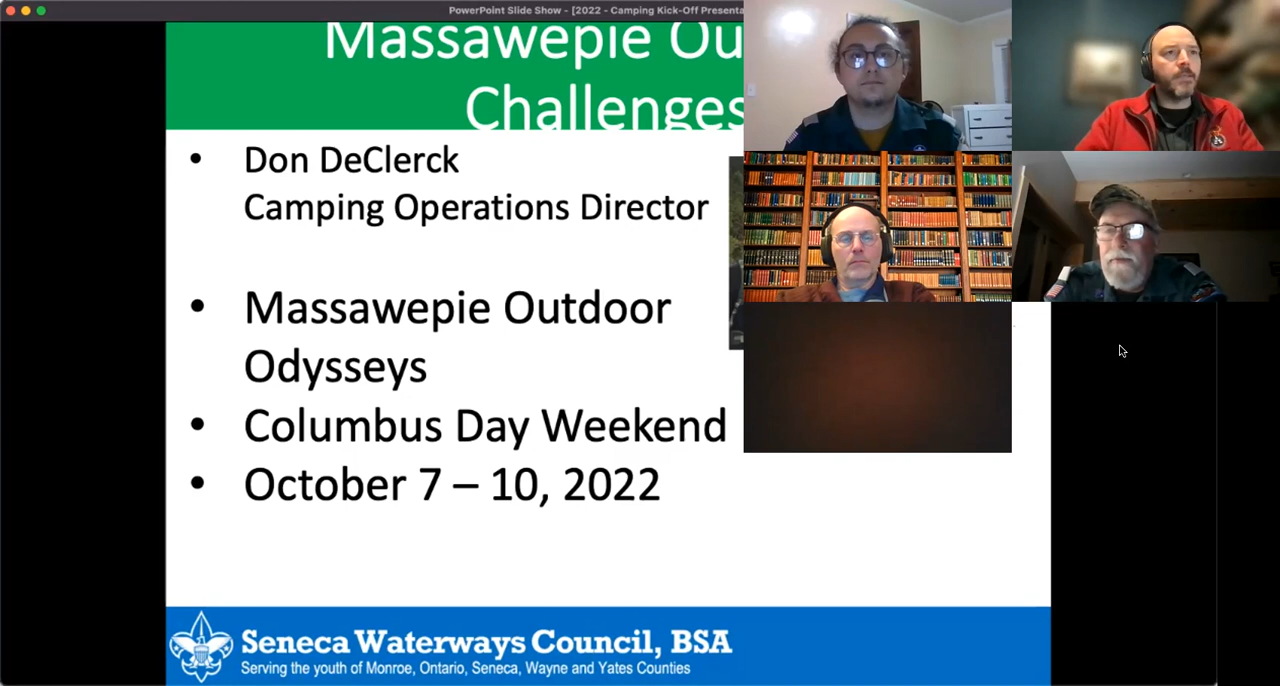 PowerPoint Slide Show - [2022 - Camping Kick-Off Presenta
Massawepie Ou
Challenges
• Don DeClerck
Camping Operations Director
• Massawepie Outdoor
Odysseys
• Columbus Day Weekend
• October 7 – 10, 2022
Seneca Waterways Council, BSA
Serving the youth of Monroe, Ontario, Seneca, Wayne and Yates Counties